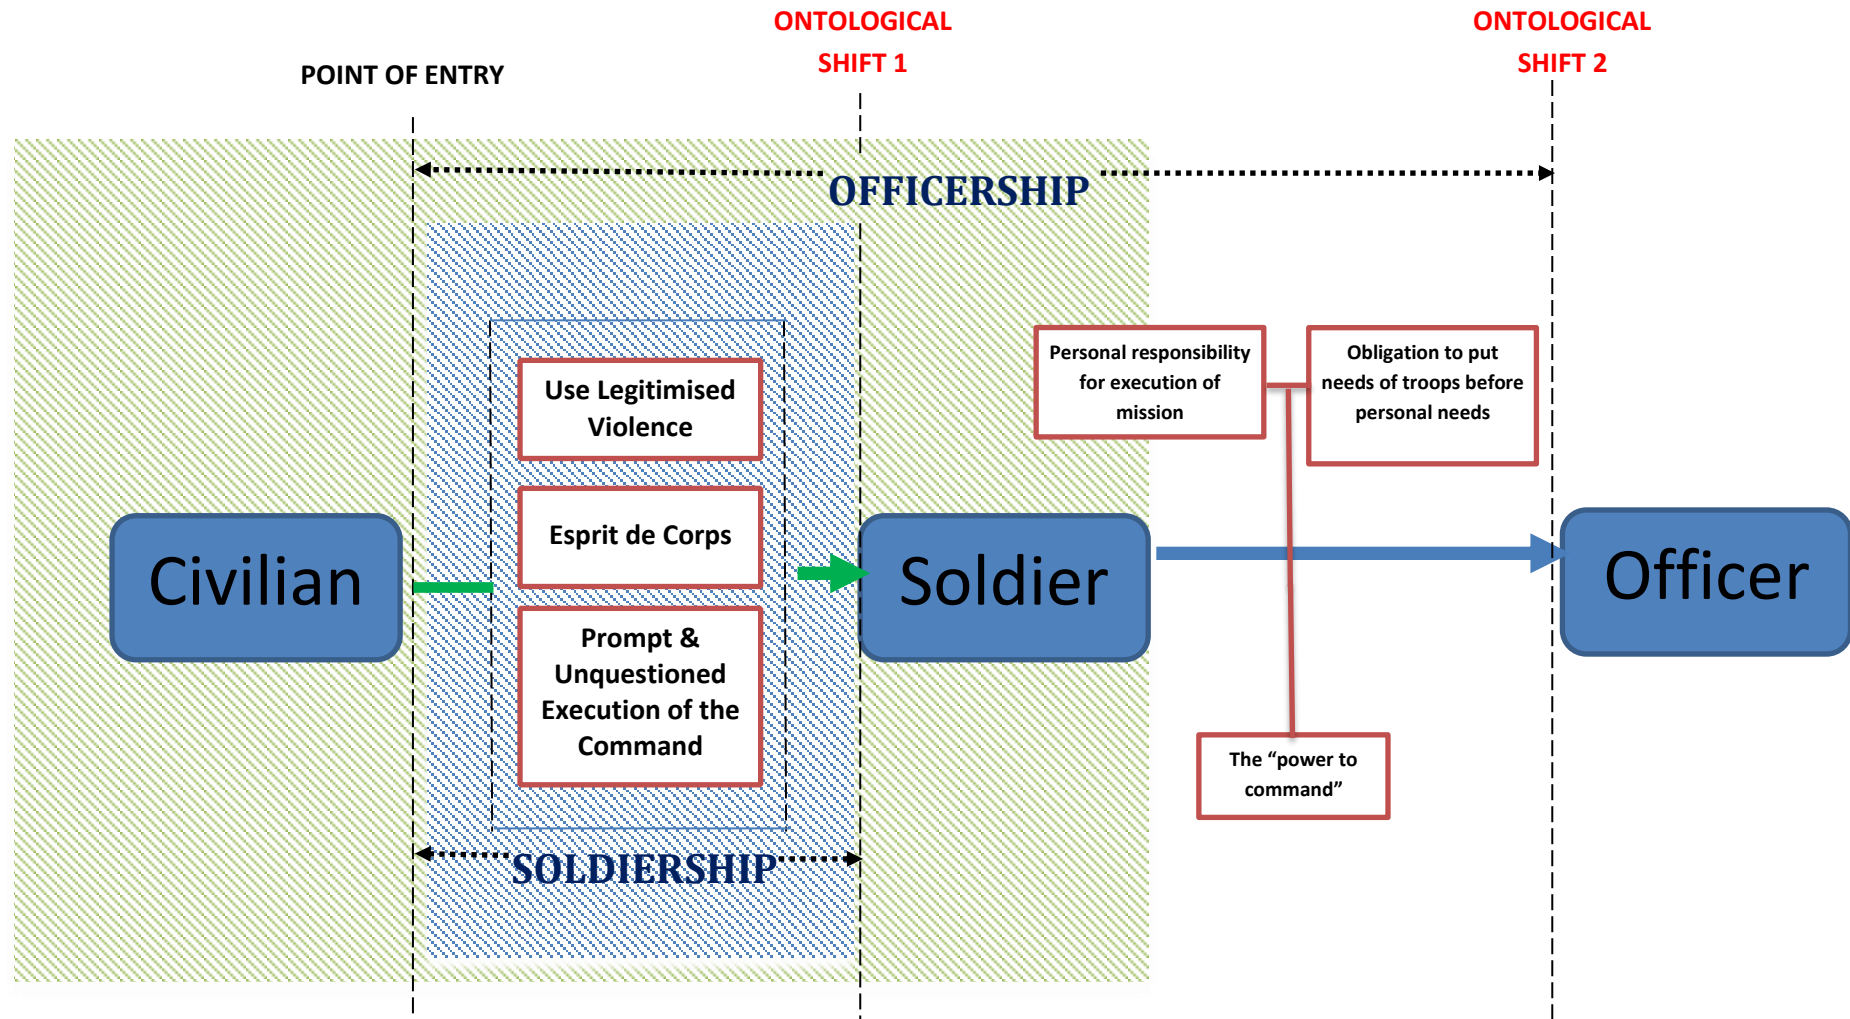 ONTOLOGICAL
SHIFT 1
ONTOLOGICAL
SHIFT 2
POINT OF ENTRY
OFFICERSHIP
Use Legitimised
Violence
Esprit de Corps
Prompt &
Unquestioned
Execution of the
Command
Personal responsibility
for execution of
mission
Obligation to put
needs of troops before
personal needs
Civilian
Soldier
Officer
The “power to
command”
SOLDIERSHIP